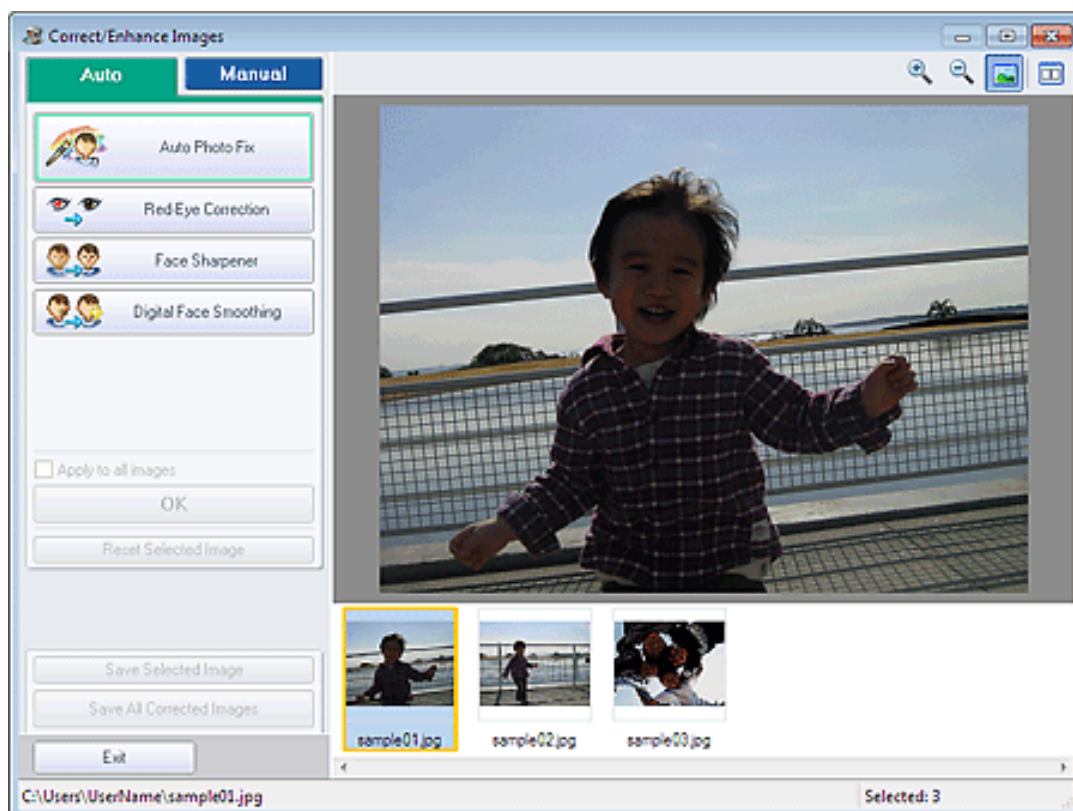 Correct/Enhance Images
Auto
Manual
Auto Photo Fix
Red-Eye Correction
Face Sharpener
Digital Face Smoothing
Apply to all images
OK
Reset Selected Image
Save Selected Image
Save All Corrected Images
Exit
sample01.jpg
sample02.jpg
sample03.jpg
C:\Users\UserName\sample01.jpg
Selected: 3